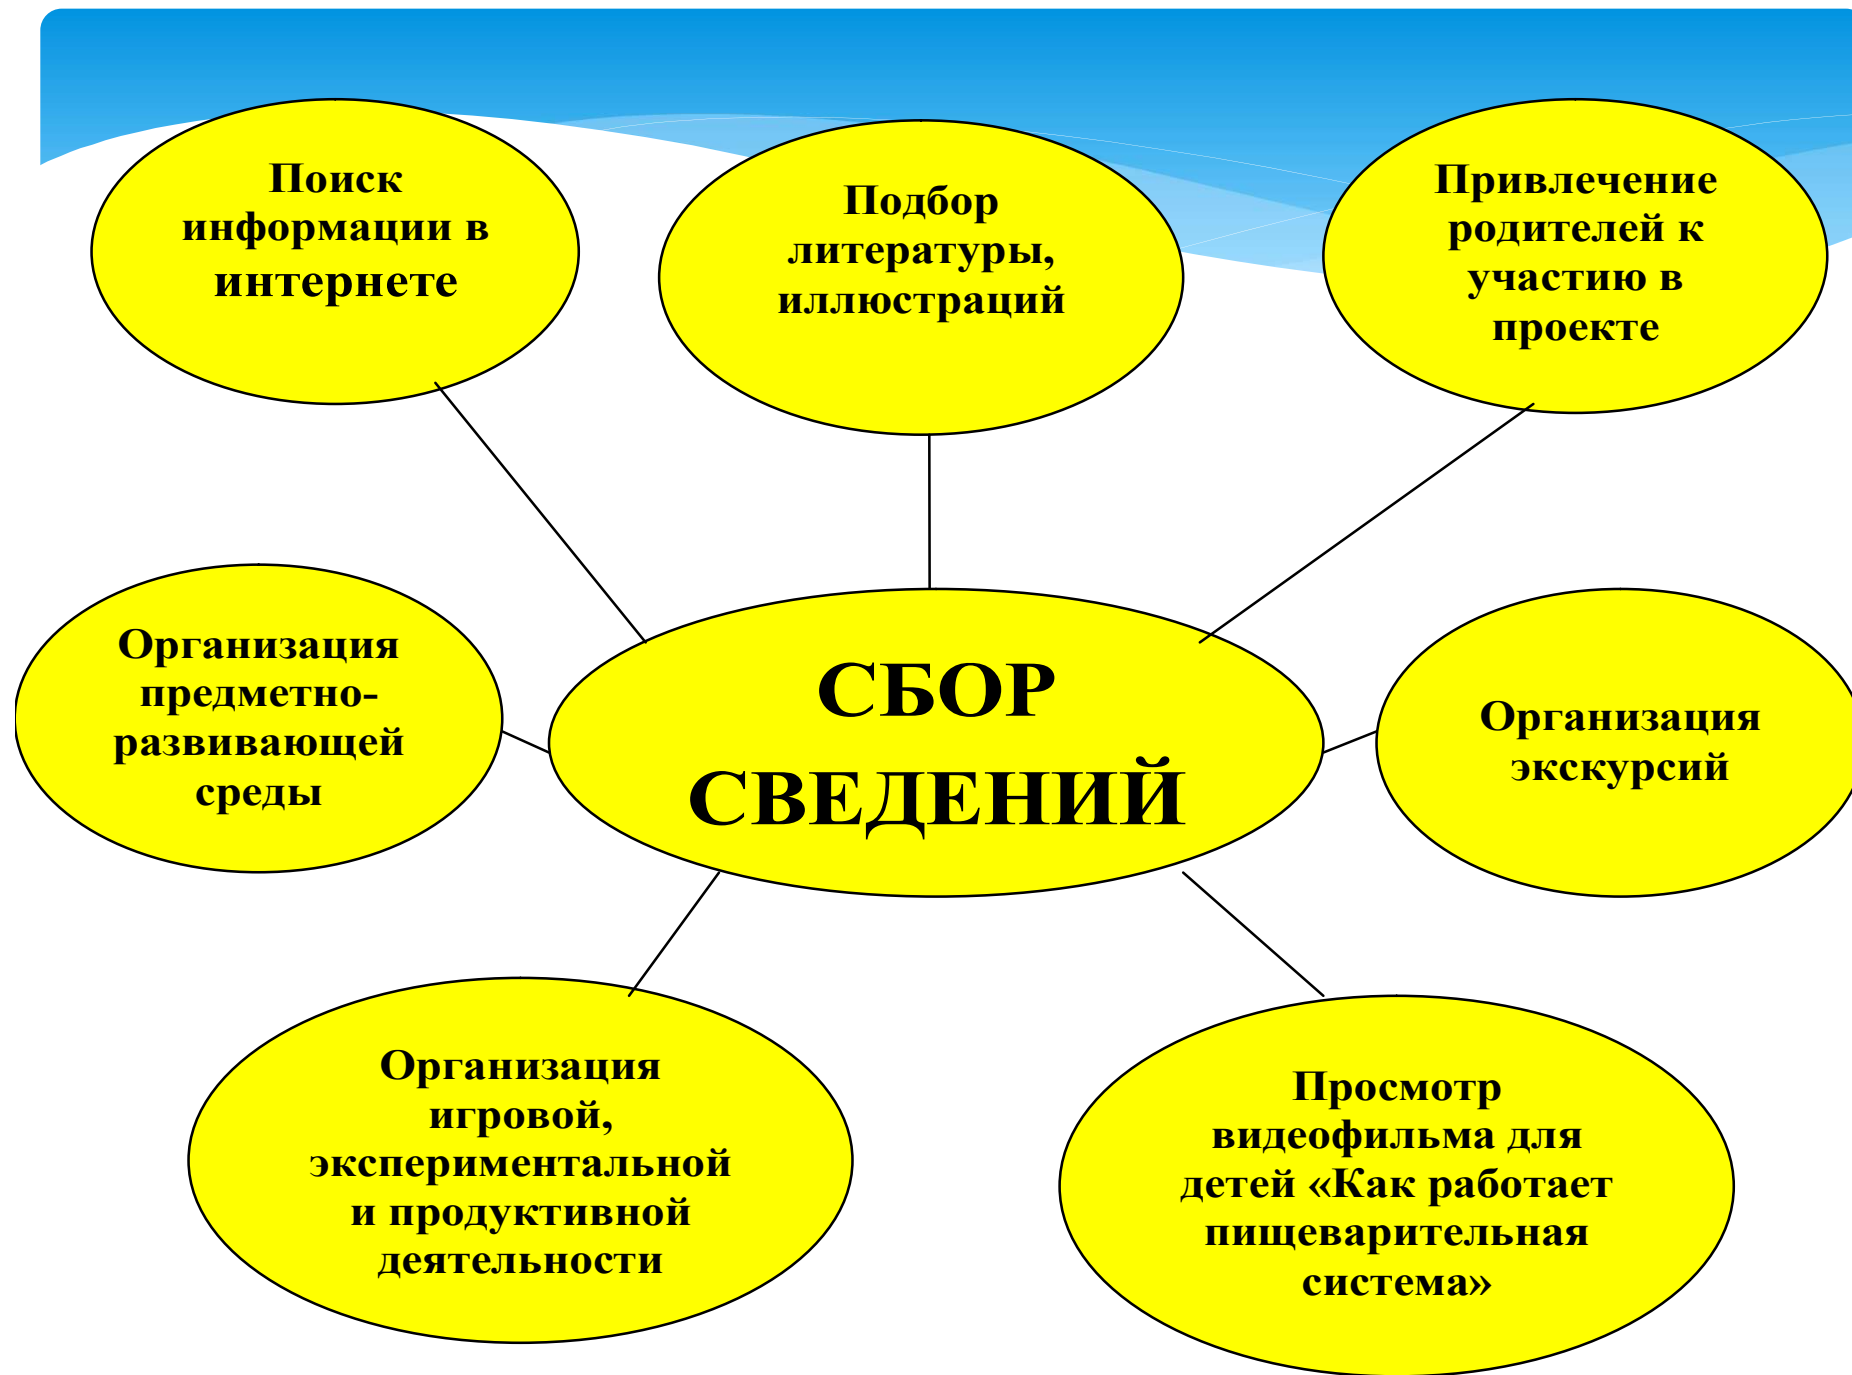 Поиск
информации в
интернете
Подбор
литературы,
иллюстраций
Привлечение
родителей к
участию в
проекте
Организация
предметно-
развивающей
среды
СБОР
СВЕДЕНИЙ
Организация
экскурсий
Организация
игровой,
экспериментальной
и продуктивной
деятельности
Просмотр
видеофильма для
детей «Как работает
пищеварительная
система»